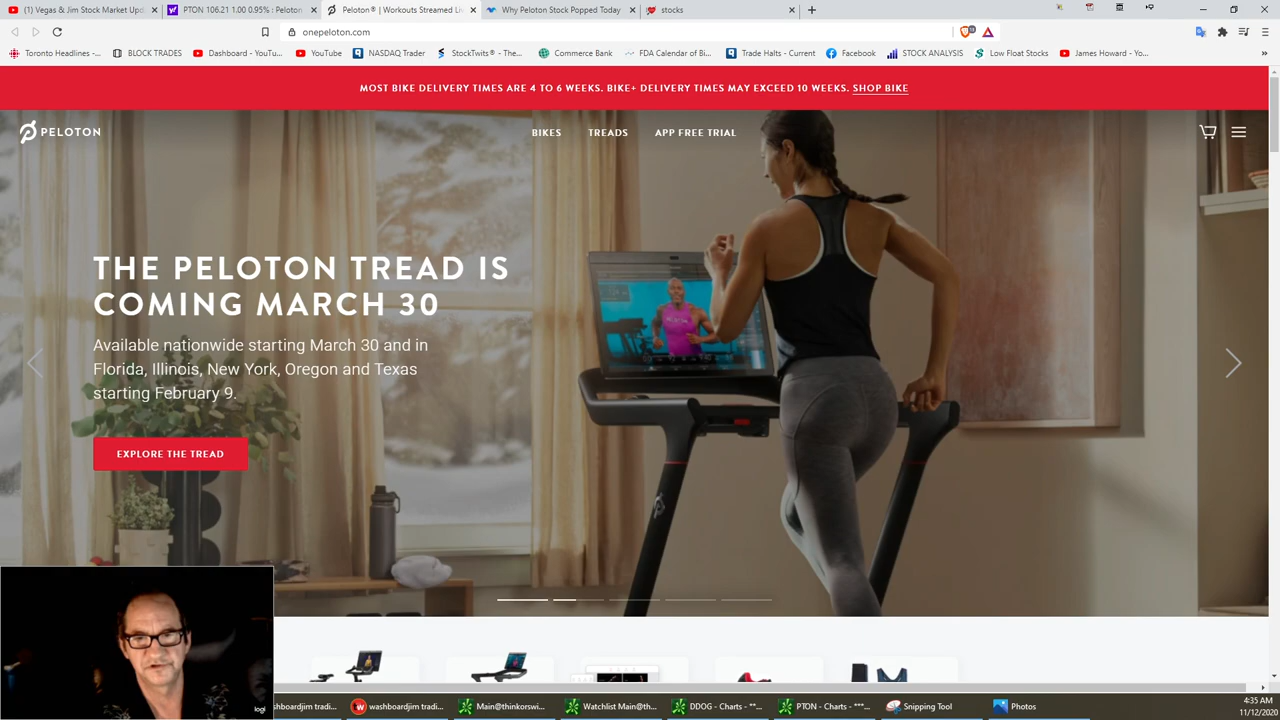 (1) Vegas & Jim Stock Market Upd
PTON 106.21 1.00 0.95% : Peloton
Peloton® | Workouts Streamed Li
Why Peloton Stock Popped Today
stocks
onepeloton.com
Toronto Headlines -...
BLOCK TRADES
Dashboard - YouTu...
YouTube
NASDAQ Trader
StockTwits® - The...
Commerce Bank
FDA Calendar of Bi...
Trade Halts - Current
Facebook
STOCK ANALYSIS
Low Float Stocks
James Howard - Yo...
MOST BIKE DELIVERY TIMES ARE 4 TO 6 WEEKS. BIKE+ DELIVERY TIMES MAY EXCEED 10 WEEKS. SHOP BIKE
PELOTON
BIKES
TREADS
APP FREE TRIAL
THE PELOTON TREAD IS
COMING MARCH 30
Available nationwide starting March 30 and in
Florida, Illinois, New York, Oregon and Texas
starting February 9.
EXPLORE THE TREAD
logi
shboardjim tradi...
washboardjim tradi...
Main@thinkorswi...
Watchlist Main@th...
DDOG - Charts - **...
PTON - Charts - ***...
Snipping Tool
Photos
4:35 AM
11/12/2020